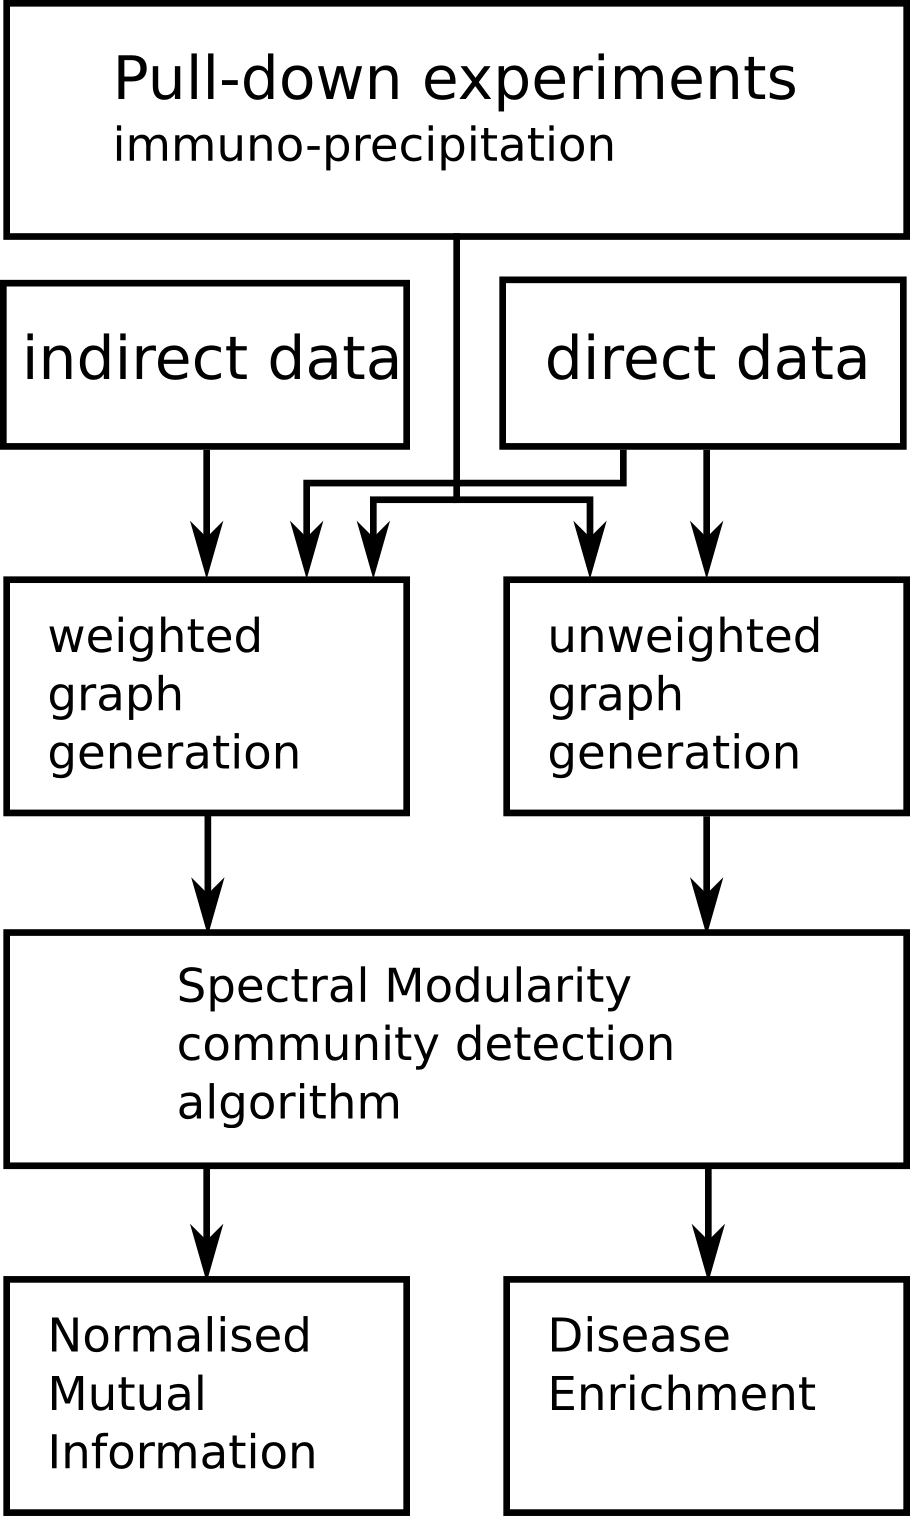 Pull-down experiments
immuno-precipitation
indirect data
direct data
weighted
graph
generation
unweighted
graph
generation
Spectral Modularity
community detection
algorithm
Normalised
Mutual
Information
Disease
Enrichment